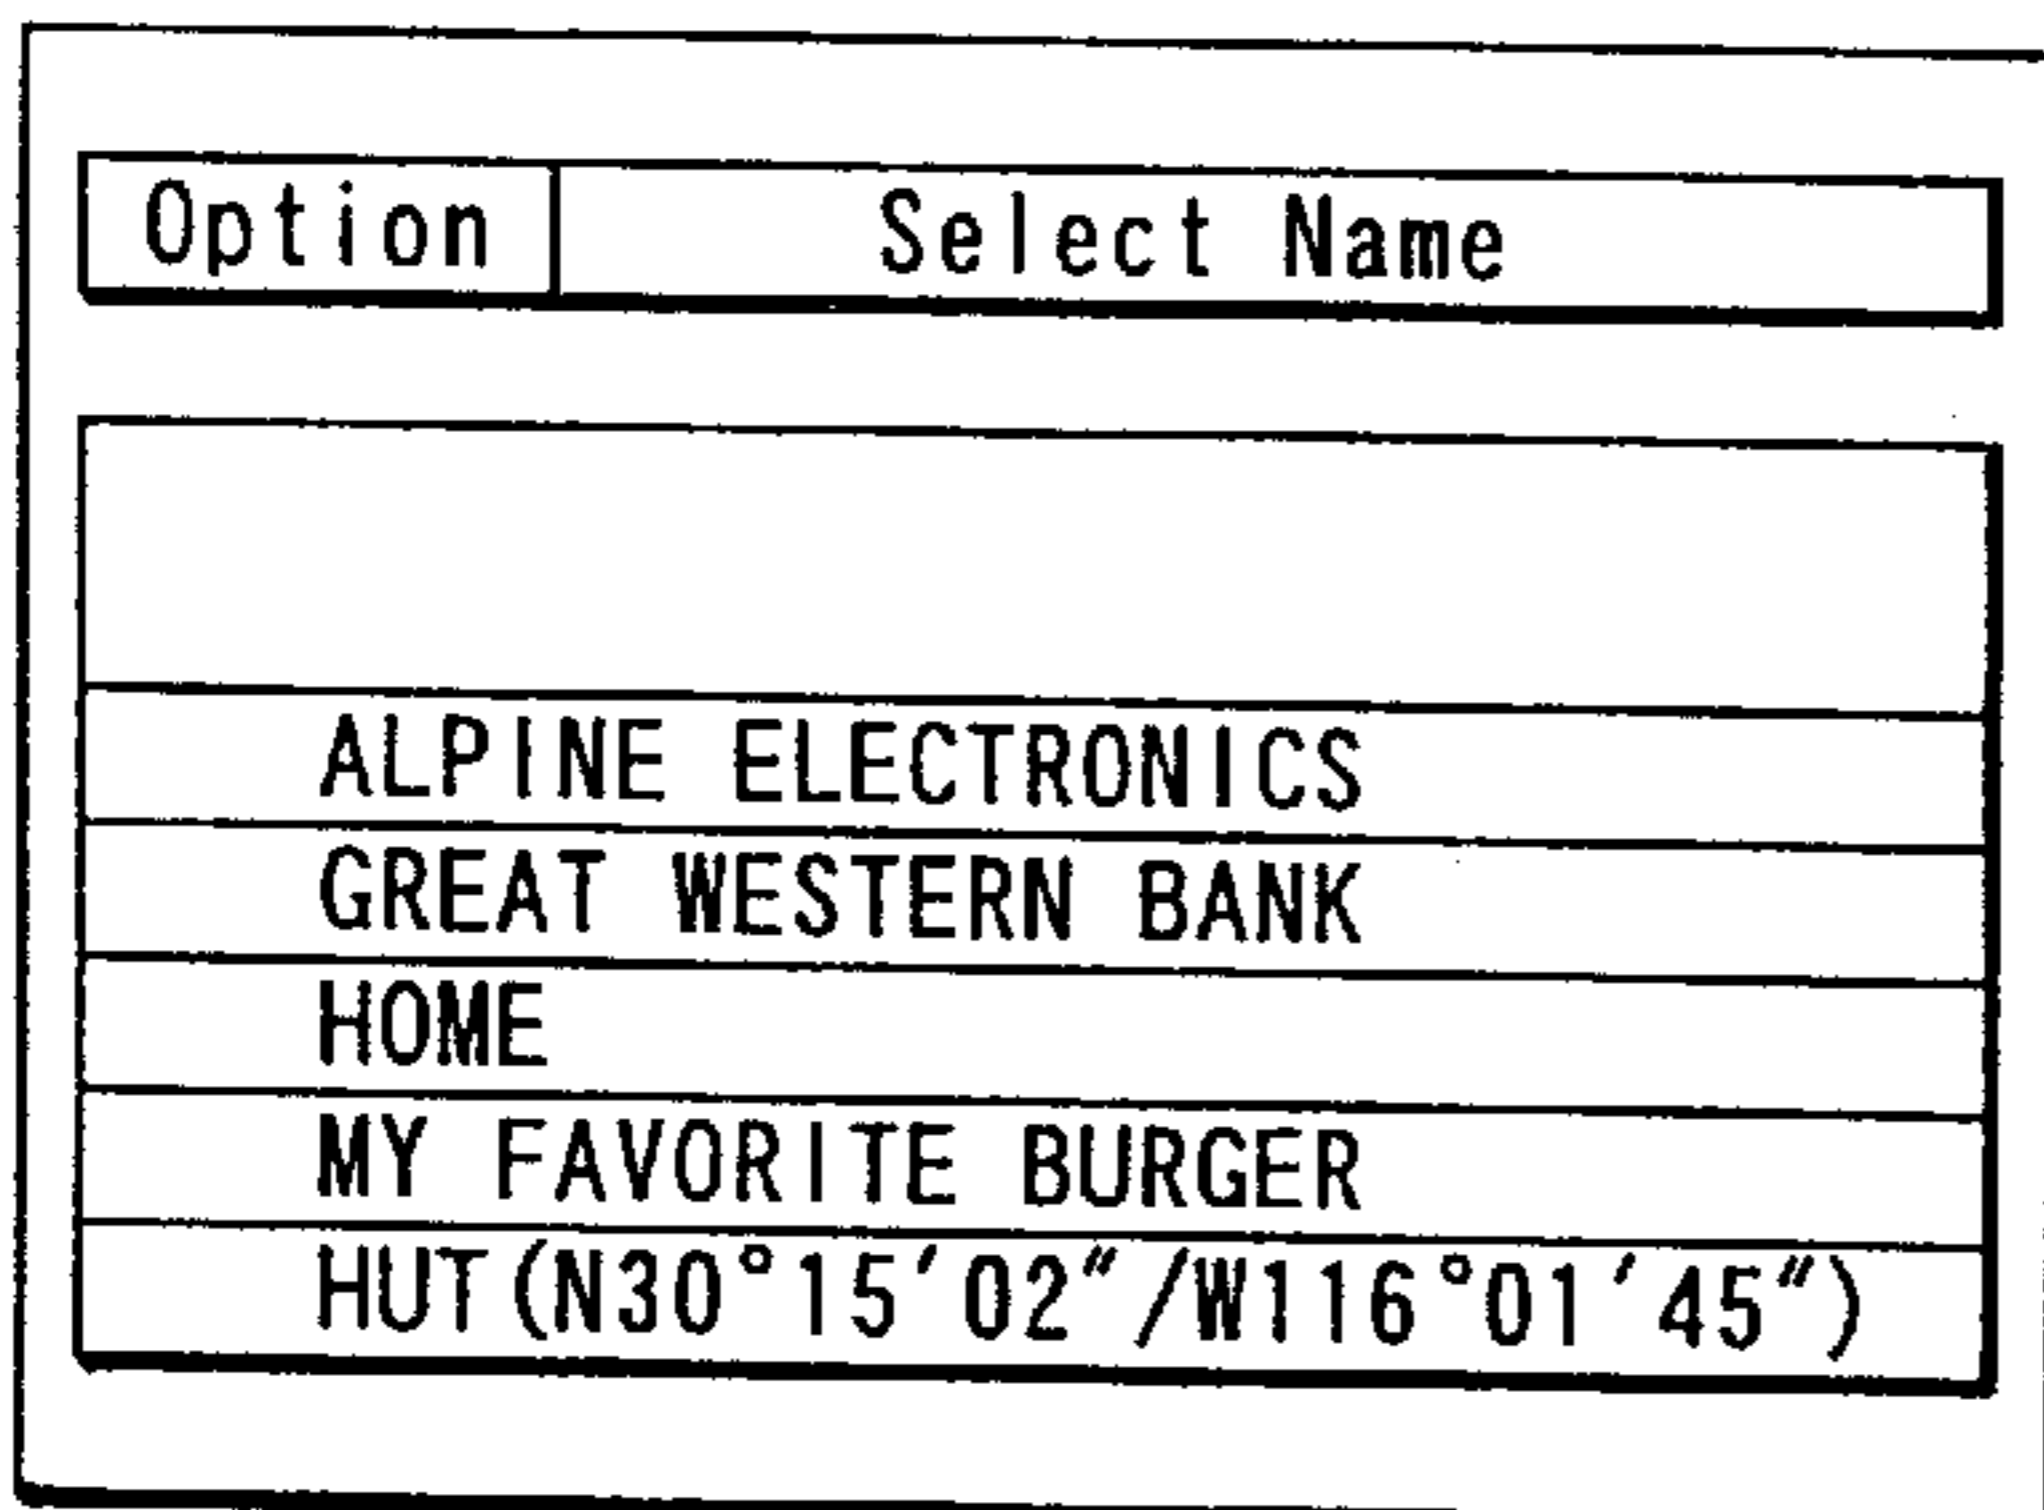 Option Select Name
ALPINE ELECTRONICS
GREAT WESTERN BANK
HOME
MY FAVORITE BURGER
HUT(N30°15′02″/W116°01′45″)